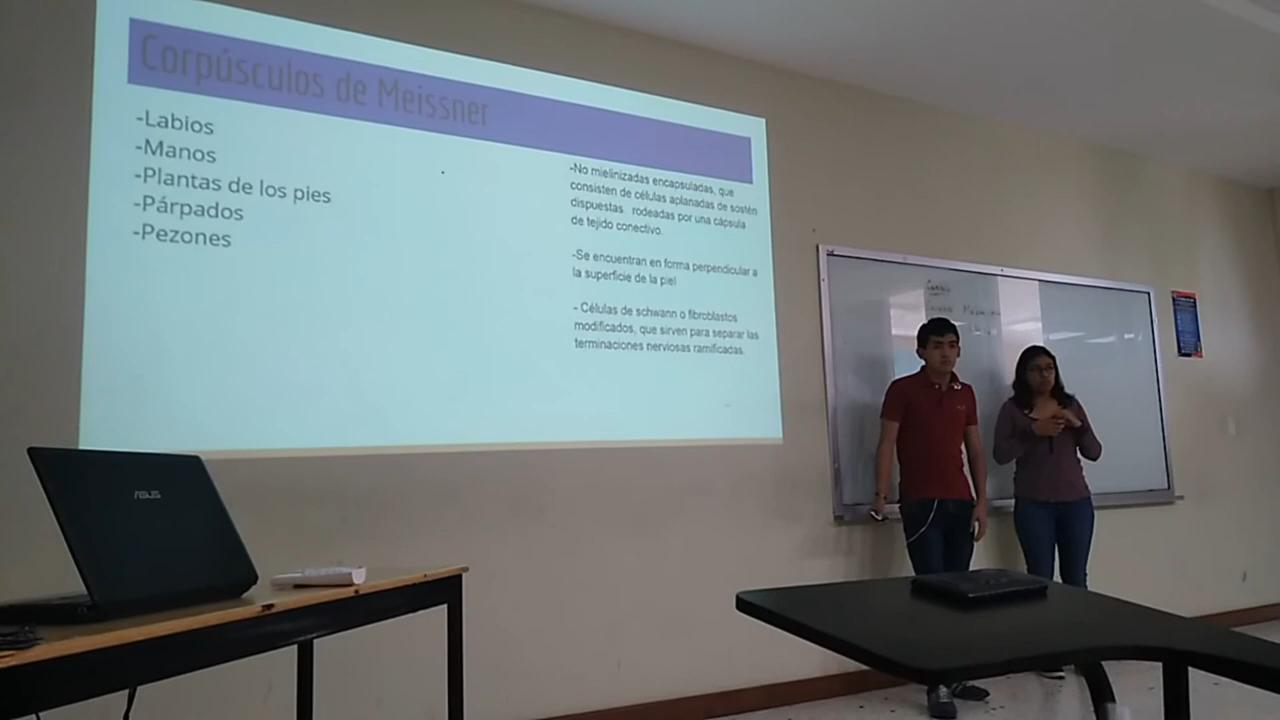 Corpúsculos de Meissner
-Labios
-Manos
-Plantas de los pies
-Párpados
-Pezones
-No mielinizadas encapsuladas, que
consisten de células aplanadas de sostén
dispuestas rodeadas por una cápsula
de tejido conectivo.
-Se encuentran en forma perpendicular a
la superficie de la piel
- Células de schwann o fibroblastos
modificados, que sirven para separar las
terminaciones nerviosas ramificadas.
ASUS